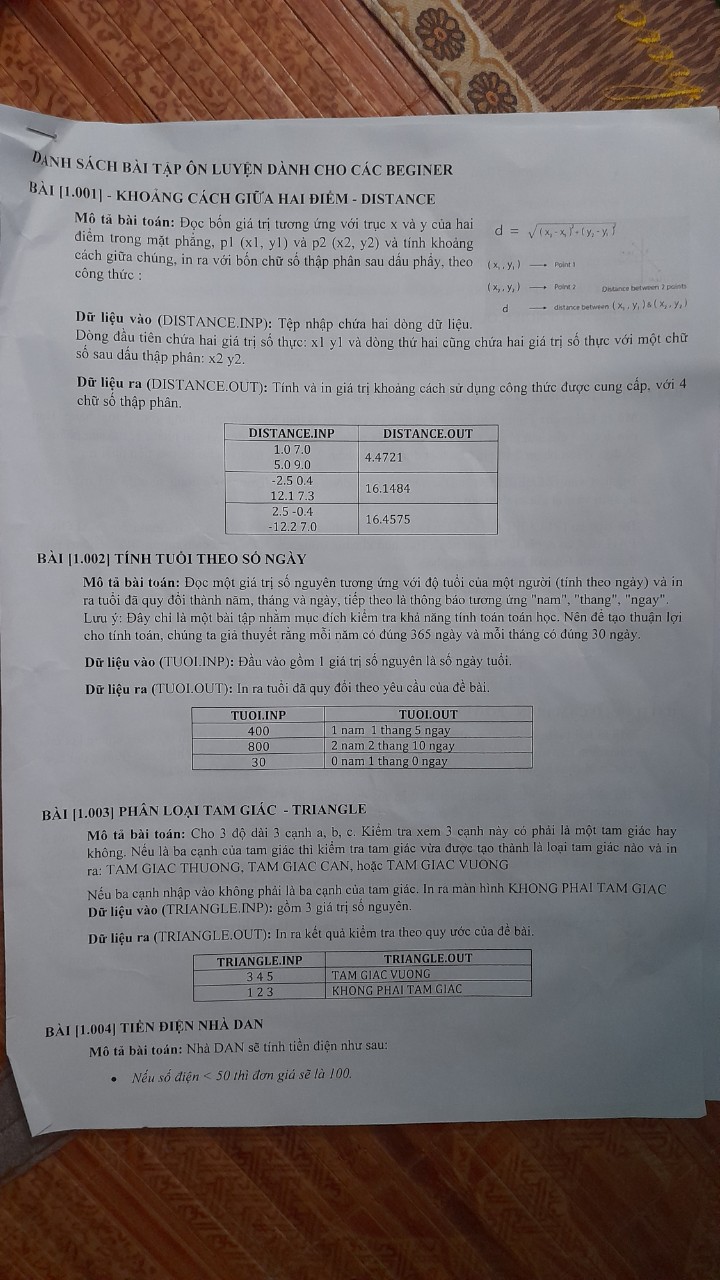 DANH SÁCH BÀI TẬP ÔN LUYỆN DÀNH CHO CÁC BEGINER
BÀI [1.001] - KHOẢNG CÁCH GIỮA HAI ĐIỂM - DISTANCE
Mô tả bài toán: Đọc bốn giá trị tương ứng với trục x và y của hai
điểm trong mặt phẳng, p1 (x1, y1) và p2 (x2, y2) và tính khoảng
cách giữa chúng, in ra với bốn chữ số thập phân sau dấu phẩy, theo
công thức :
d = √(x₂-x₁)²+(y₂-y₁)²
(x₁, y₁) → Point 1
(x₂, y₂) → Point 2 Distance between 2 points
d → distance between (x₁, y₁) & (x₂, y₂)
Dữ liệu vào (DISTANCE.INP): Tệp nhập chứa hai dòng dữ liệu.
Dòng đầu tiên chứa hai giá trị số thực: x1 y1 và dòng thứ hai cũng chứa hai giá trị số thực với một chữ
số sau dấu thập phân: x2 y2.
Dữ liệu ra (DISTANCE.OUT): Tính và in giá trị khoảng cách sử dụng công thức được cung cấp, với 4
chữ số thập phân.
DISTANCE.INP DISTANCE.OUT
1.0 7.0
5.0 9.0
4.4721
-2.5 0.4
12.1 7.3
16.1484
2.5 -0.4
-12.2 7.0
16.4575
BÀI [1.002] TÍNH TUỔI THEO SỐ NGÀY
Mô tả bài toán: Đọc một giá trị số nguyên tương ứng với độ tuổi của một người (tính theo ngày) và in
ra tuổi đã quy đổi thành năm, tháng và ngày, tiếp theo là thông báo tương ứng "nam", "thang", "ngay".
Lưu ý: Đây chỉ là một bài tập nhằm mục đích kiểm tra khả năng tính toán toán học. Nên để tạo thuận lợi
cho tính toán, chúng ta giả thuyết rằng mỗi năm có đúng 365 ngày và mỗi tháng có đúng 30 ngày.
Dữ liệu vào (TUOI.INP): Đầu vào gồm 1 giá trị số nguyên là số ngày tuổi.
Dữ liệu ra (TUOI.OUT): In ra tuổi đã quy đổi theo yêu cầu của đề bài.
TUOI.INP TUOI.OUT
400 1 nam 1 thang 5 ngay
800 2 nam 2 thang 10 ngay
30 0 nam 1 thang 0 ngay
BÀI [1.003] PHÂN LOẠI TAM GIÁC - TRIANGLE
Mô tả bài toán: Cho 3 độ dài 3 cạnh a, b, c. Kiểm tra xem 3 cạnh này có phải là một tam giác hay
không. Nếu là ba cạnh của tam giác thì kiểm tra tam giác vừa được tạo thành là loại tam giác nào và in
ra: TAM GIAC THUONG, TAM GIAC CAN, hoặc TAM GIAC VUONG
Nếu ba cạnh nhập vào không phải là ba cạnh của tam giác. In ra màn hình KHONG PHAI TAM GIAC
Dữ liệu vào (TRIANGLE.INP): gồm 3 giá trị số nguyên.
Dữ liệu ra (TRIANGLE.OUT): In ra kết quả kiểm tra theo quy ước của đề bài.
TRIANGLE.INP TRIANGLE.OUT
3 4 5 TAM GIAC VUONG
1 2 3 KHONG PHAI TAM GIAC
BÀI [1.004] TIỀN ĐIỆN NHÀ DAN
Mô tả bài toán: Nhà DAN sẽ tính tiền điện như sau:
• Nếu số điện < 50 thì đơn giá sẽ là 100.